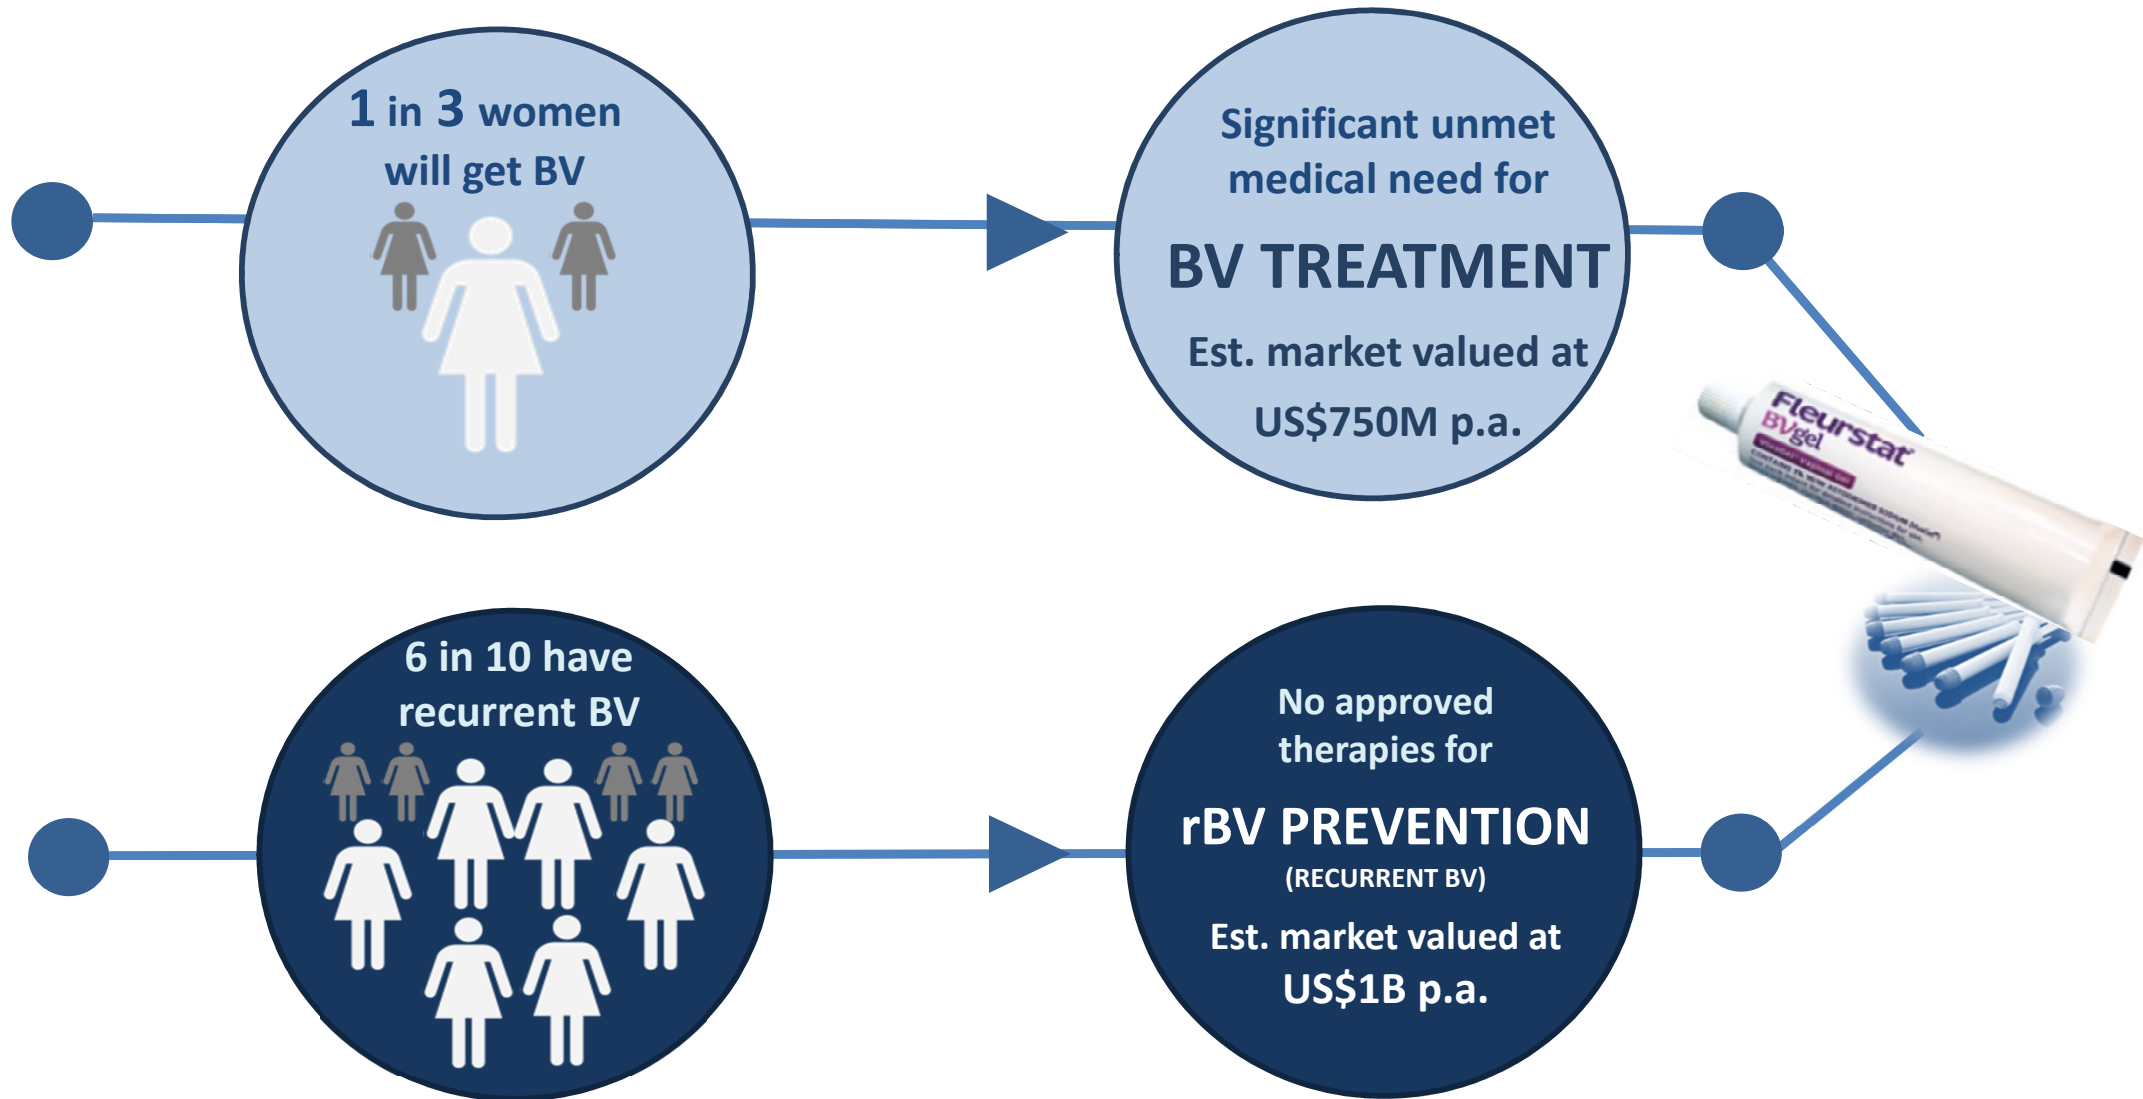 1 in 3 women
will get BV
Significant unmet
medical need for
BV TREATMENT
Est. market valued at
US$750M p.a.
Fleurstat
BVgel
6 in 10 have
recurrent BV
No approved
therapies for
rBV PREVENTION
(RECURRENT BV)
Est. market valued at
US$1B p.a.